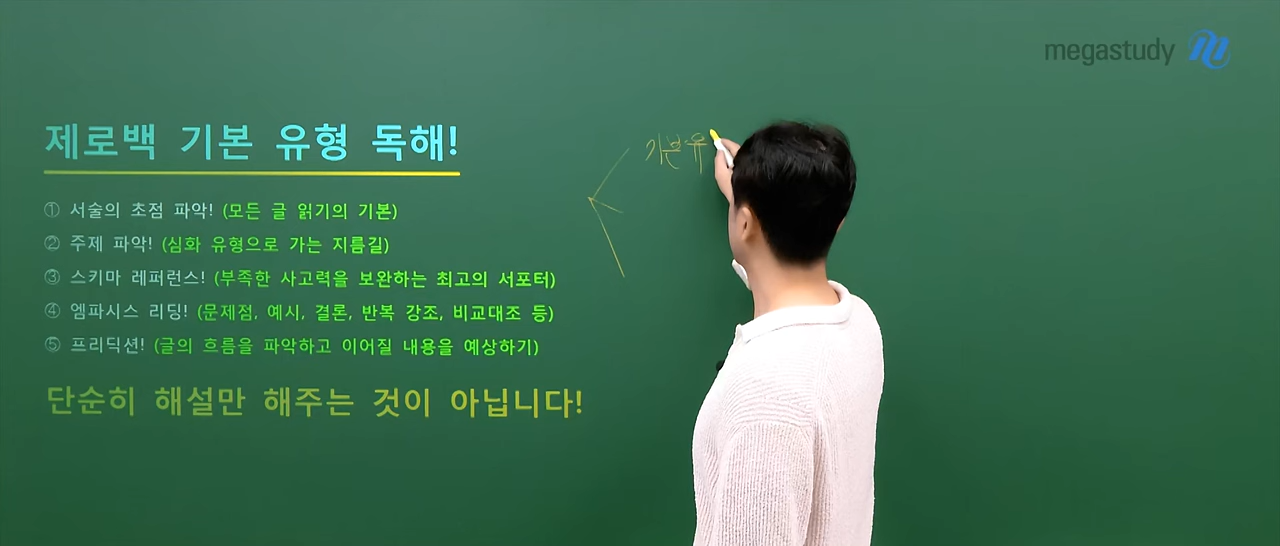 megastudy
제로백 기본 유형 독해!
① 서술의 초점 파악! (모든 글 읽기의 기본)
② 주제 파악! (심화 유형으로 가는 지름길)
③ 스키마 레퍼런스! (부족한 사고력을 보완하는 최고의 서포터)
④ 엠파시스 리딩! (문제점, 예시, 결론, 반복 강조, 비교대조 등)
⑤ 프리딕션! (글의 흐름을 파악하고 이어질 내용을 예상하기)
단순히 해설만 해주는 것이 아닙니다!
기본유